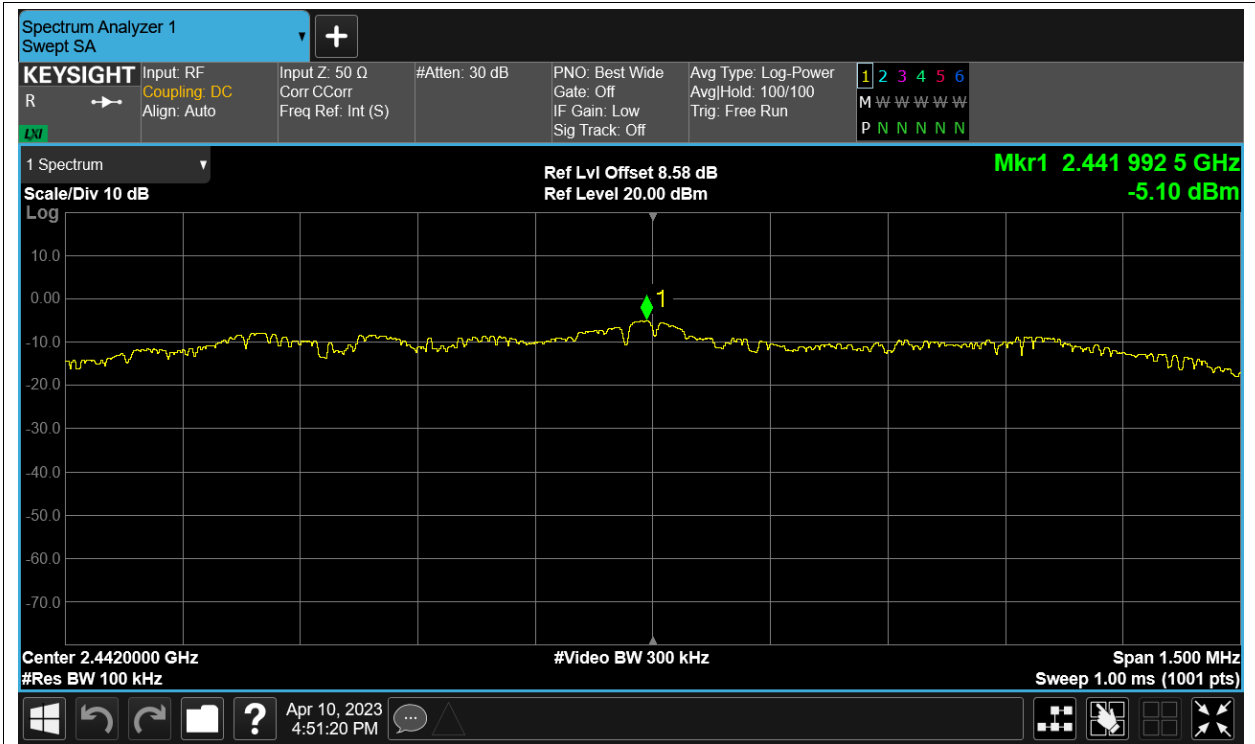 Spectrum Analyzer 1
Swept SA
KEYSIGHT
R
LXI
Input: RF
Coupling: DC
Align: Auto
Input Z: 50 Ω
Corr CCorr
Freq Ref: Int (S)
#Atten: 30 dB
PNO: Best Wide
Gate: Off
IF Gain: Low
Sig Track: Off
Avg Type: Log-Power
Avg|Hold: 100/100
Trig: Free Run
1 2 3 4 5 6
M W W W W W
P N N N N N
1 Spectrum
Scale/Div 10 dB
Log
Ref Lvl Offset 8.58 dB
Ref Level 20.00 dBm
Mkr1 2.441 992 5 GHz
-5.10 dBm
10.0
0.00
-10.0
-20.0
-30.0
-40.0
-50.0
-60.0
-70.0
1
Center 2.4420000 GHz
#Res BW 100 kHz
#Video BW 300 kHz
Span 1.500 MHz
Sweep 1.00 ms (1001 pts)
?
Apr 10, 2023
4:51:20 PM